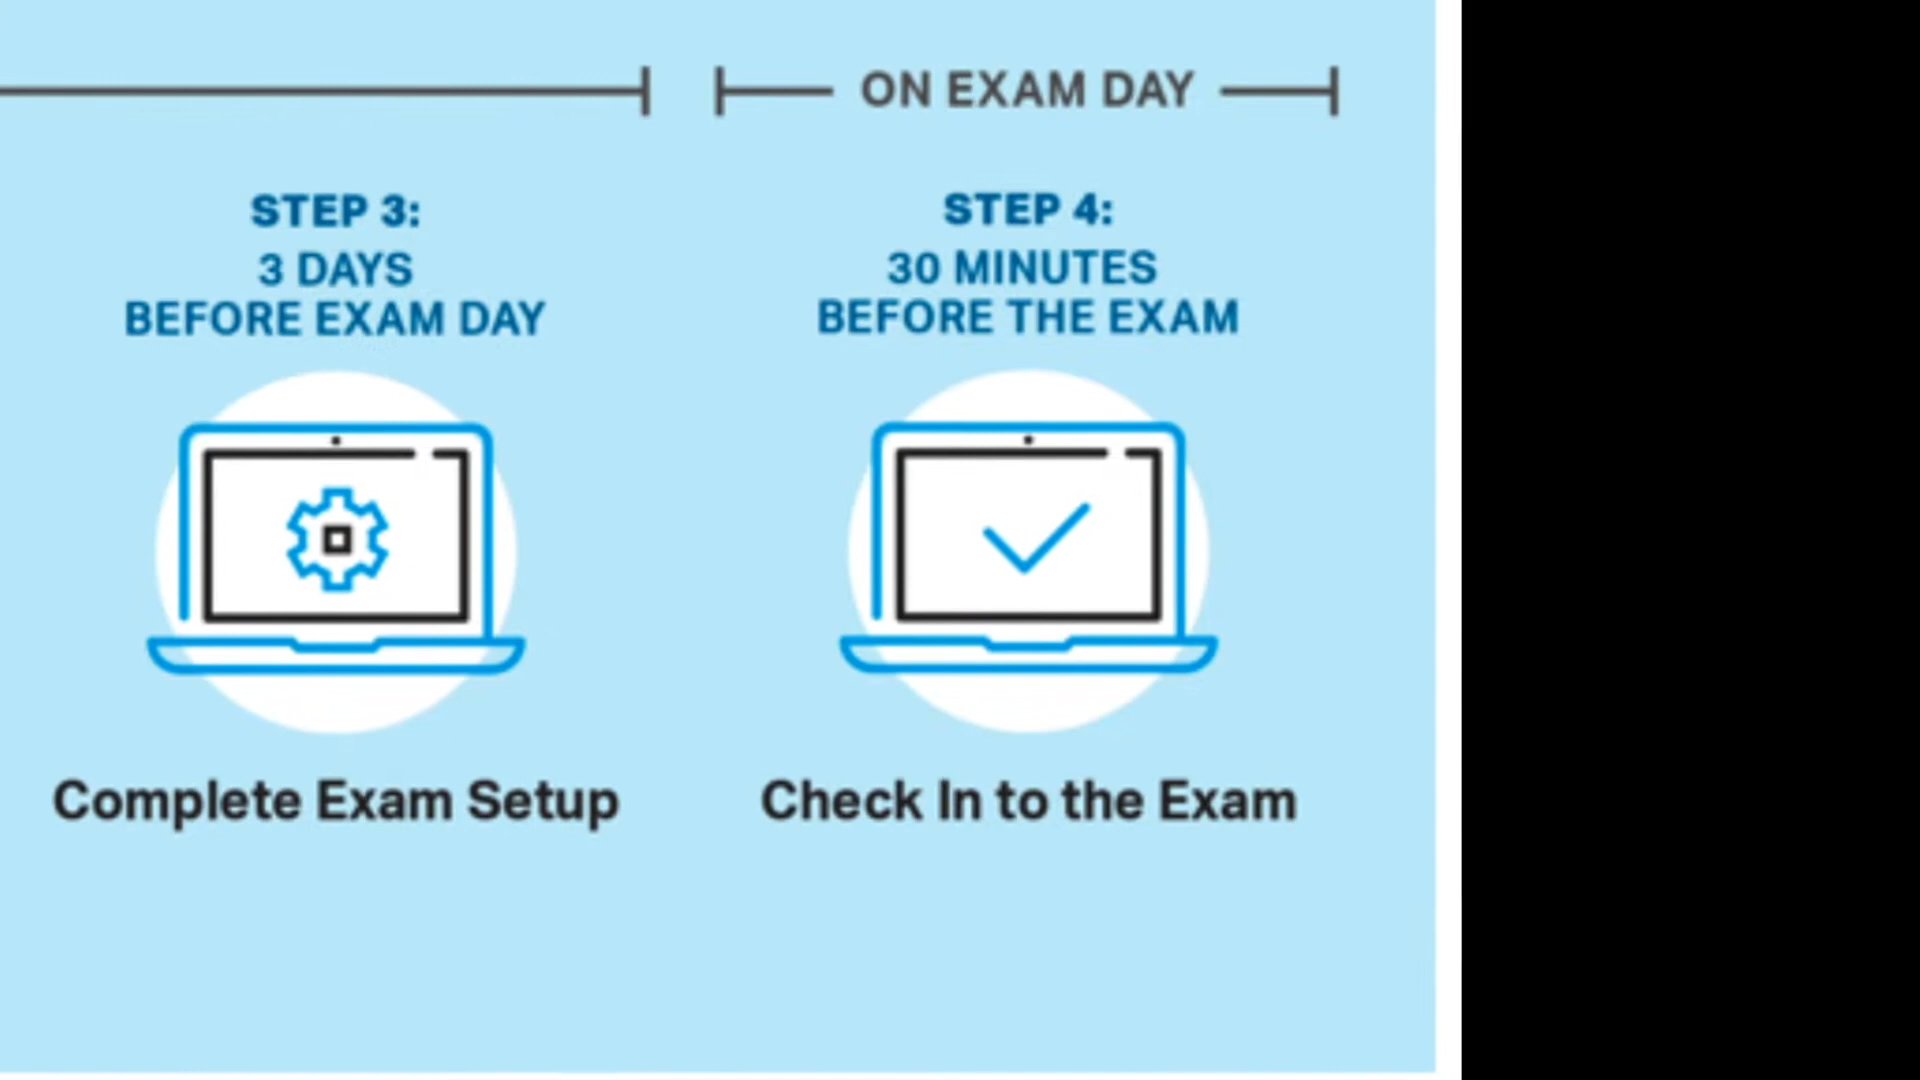 ON EXAM DAY
STEP 3:
3 DAYS
BEFORE EXAM DAY
Complete Exam Setup
STEP 4:
30 MINUTES
BEFORE THE EXAM
Check In to the Exam